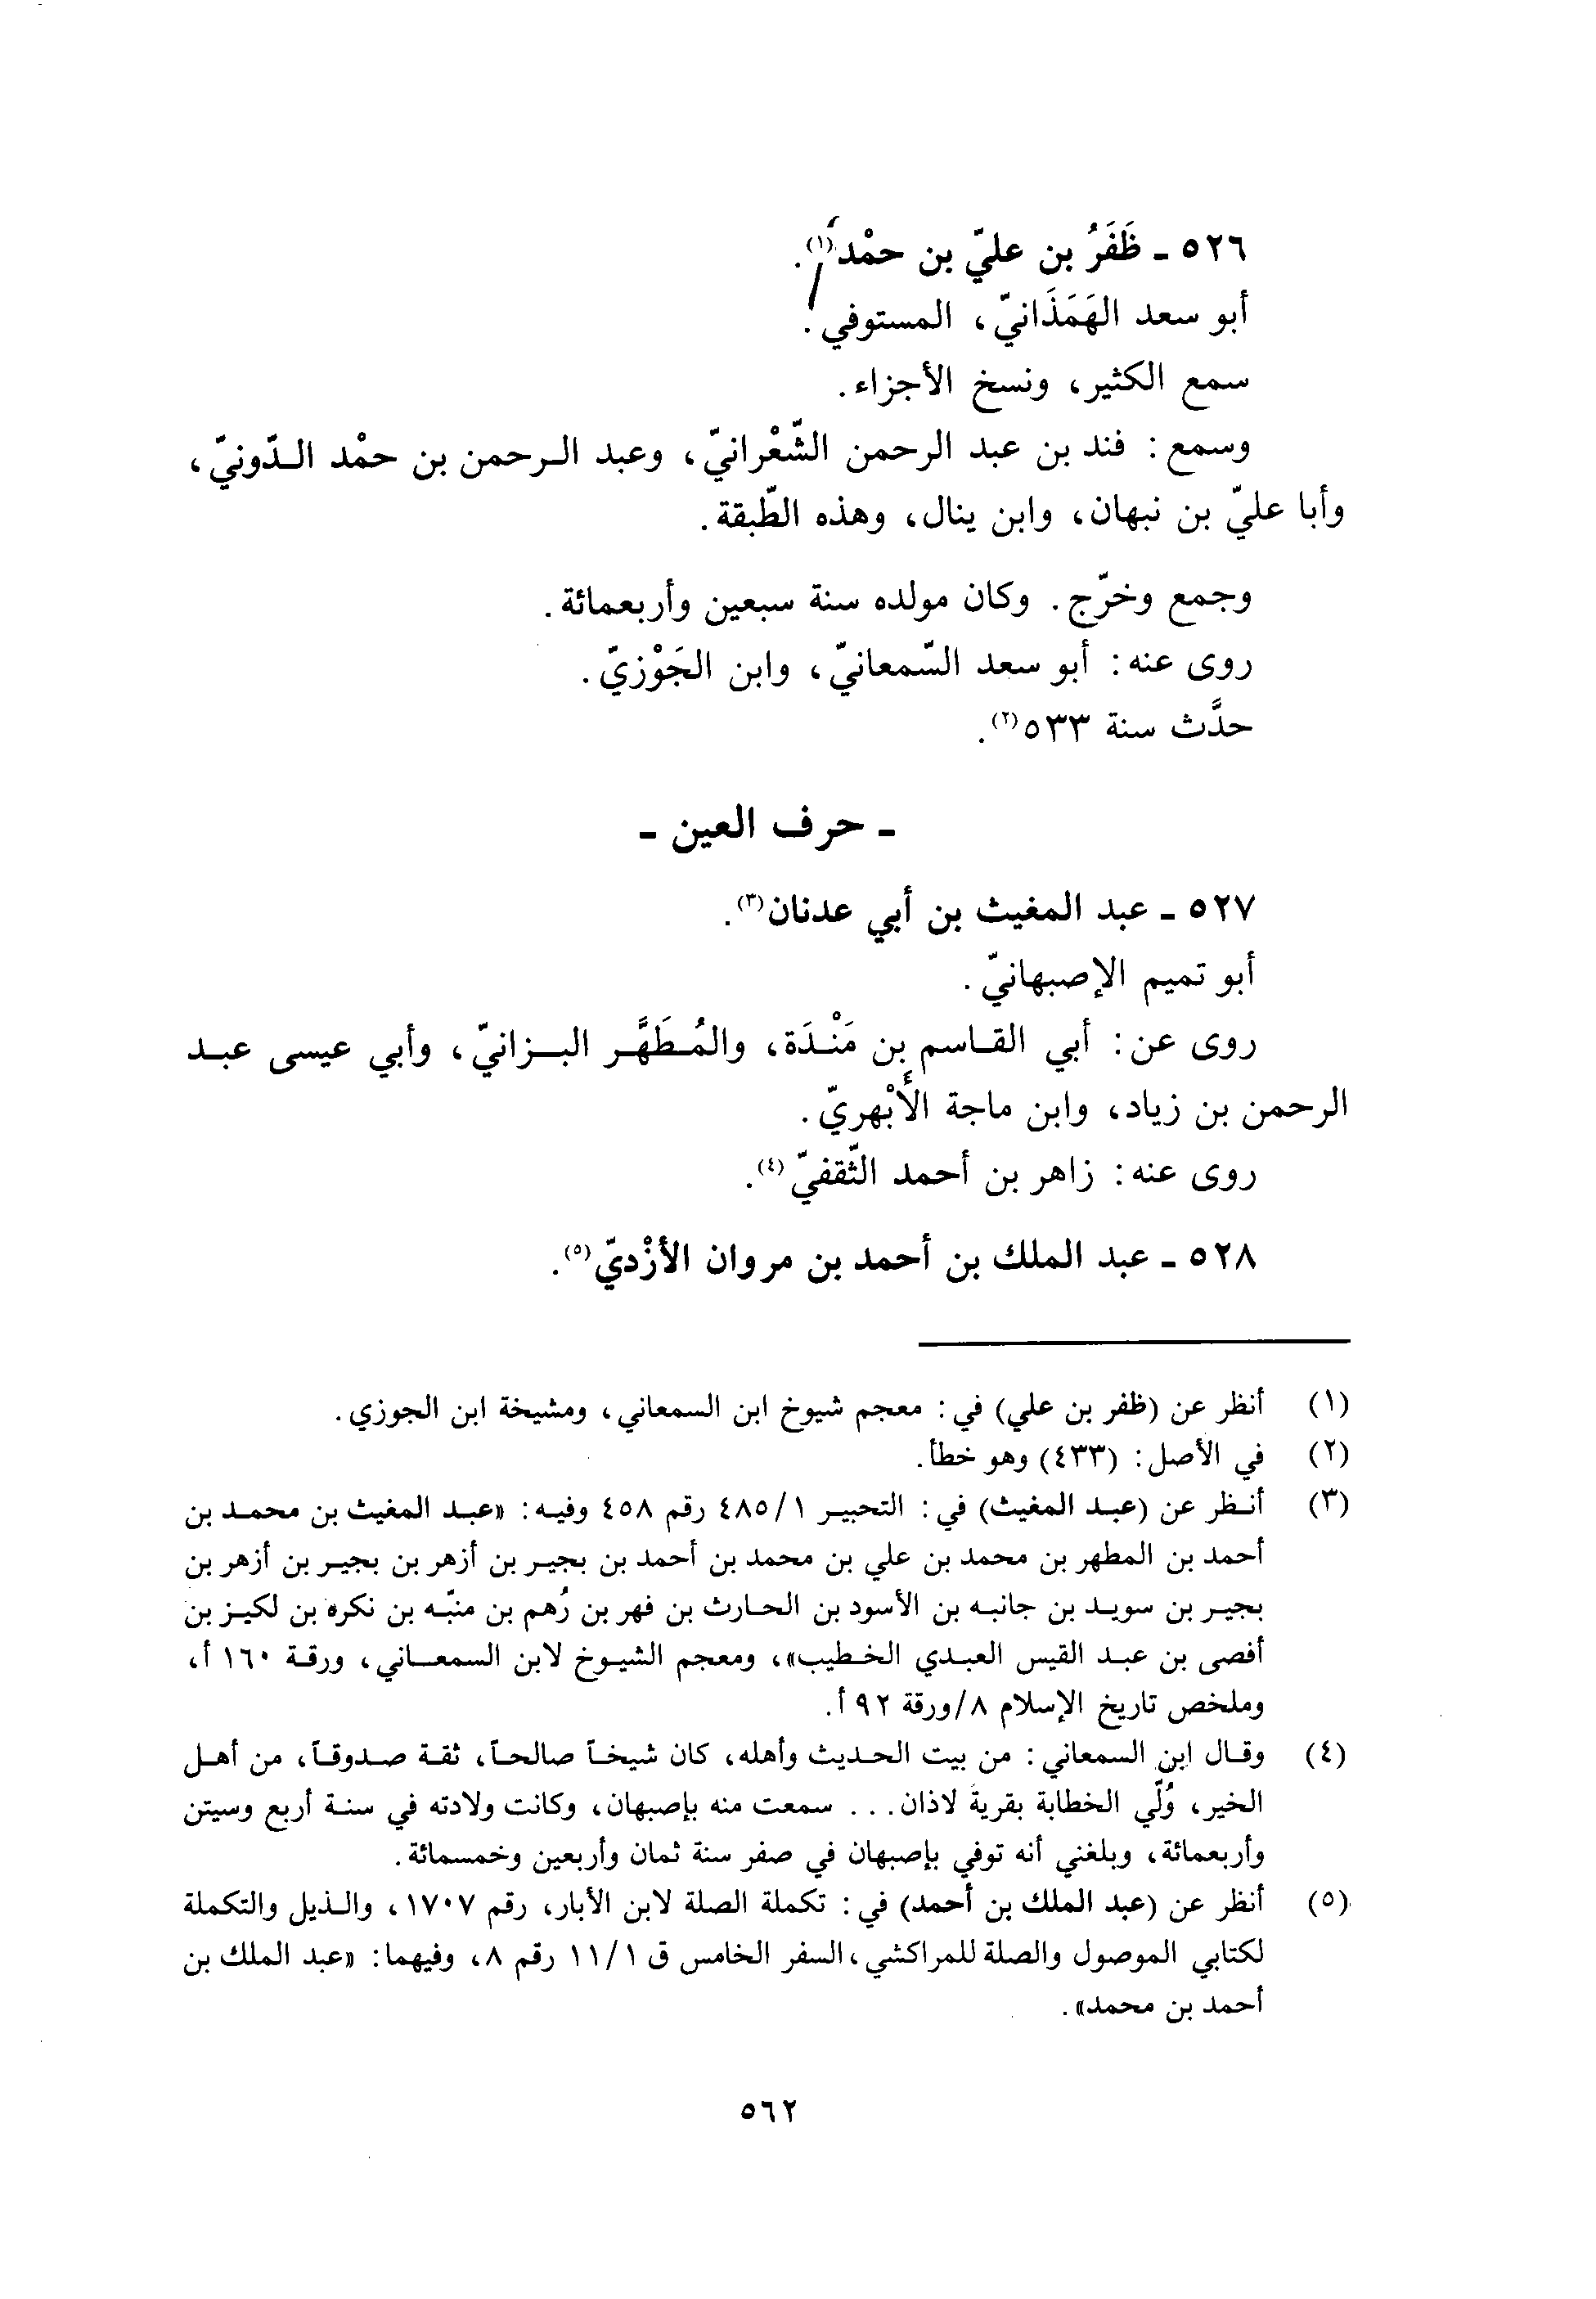 ٥٢٦ ـ ظَفَرُ بن عليّ بن حمْد(١).
أبو سعد الهَمَذَانيّ، المستوفي.
سمع الكثير، ونسخ الأجزاء.
وسمع: فند بن عبد الرحمن الشّعْرانيّ، وعبد الرحمن بن حمْد الدّونيّ،
وأبا عليّ بن نبهان، وابن ينال، وهذه الطّبقة.
وجمع وخرّج. وكان مولده سنة سبعين وأربعمائة.
روى عنه: أبو سعد السّمعانيّ، وابن الجَوْزيّ.
حدَّث سنة ٥٣٣(٢).
ـ حرف العين ـ
٥٢٧ ـ عبد المغيث بن أبي عدنان(٣).
أبو تميم الإصبهانيّ.
روى عن: أبي القاسم بن مَنْدَة، والمُطَهَّر البزانيّ، وأبي عيسى عبد
الرحمن بن زياد، وابن ماجة الأَبْهريّ.
روى عنه: زاهر بن أحمد الثّقفيّ(٤).
٥٢٨ ـ عبد الملك بن أحمد بن مروان الأزْديّ(٥).
(١) أنظر عن (ظفر بن علي) في: معجم شيوخ ابن السمعاني، ومشيخة ابن الجوزي.
(٢) في الأصل: (٤٣٣) وهو خطأ.
(٣) أنظر عن (عبد المغيث) في: التحبير ١/ ٤٨٥ رقم ٤٥٨ وفيه: «عبد المغيث بن محمد بن
أحمد بن المطهر بن محمد بن علي بن محمد بن أحمد بن بجير بن أزهر بن بجير بن أزهر بن
بجير بن سويد بن جانبه بن الأسود بن الحارث بن فهر بن رُهم بن منبّه بن نكره بن لكيز بن
أفصى بن عبد القيس العبدي الخطيب»، ومعجم الشيوخ لابن السمعاني، ورقة ١٦٠ أ،
وملخص تاريخ الإسلام ٨/ورقة ٩٢ أ.
(٤) وقال ابن السمعاني: من بيت الحديث وأهله، كان شيخاً صالحاً، ثقة صدوقاً، من أهل
الخير، وُلّي الخطابة بقرية لاذان... سمعت منه بإصبهان، وكانت ولادته في سنة أربع وسيتن
وأربعمائة، وبلغني أنه توفي بإصبهان في صفر سنة ثمان وأربعين وخمسمائة.
(٥) أنظر عن (عبد الملك بن أحمد) في: تكملة الصلة لابن الأبار، رقم ١٧٠٧، والذيل والتكملة
لكتابي الموصول والصلة للمراكشي، السفر الخامس ق ١/ ١١ رقم ٨، وفيهما: «عبد الملك بن
أحمد بن محمد».
٥٦٢